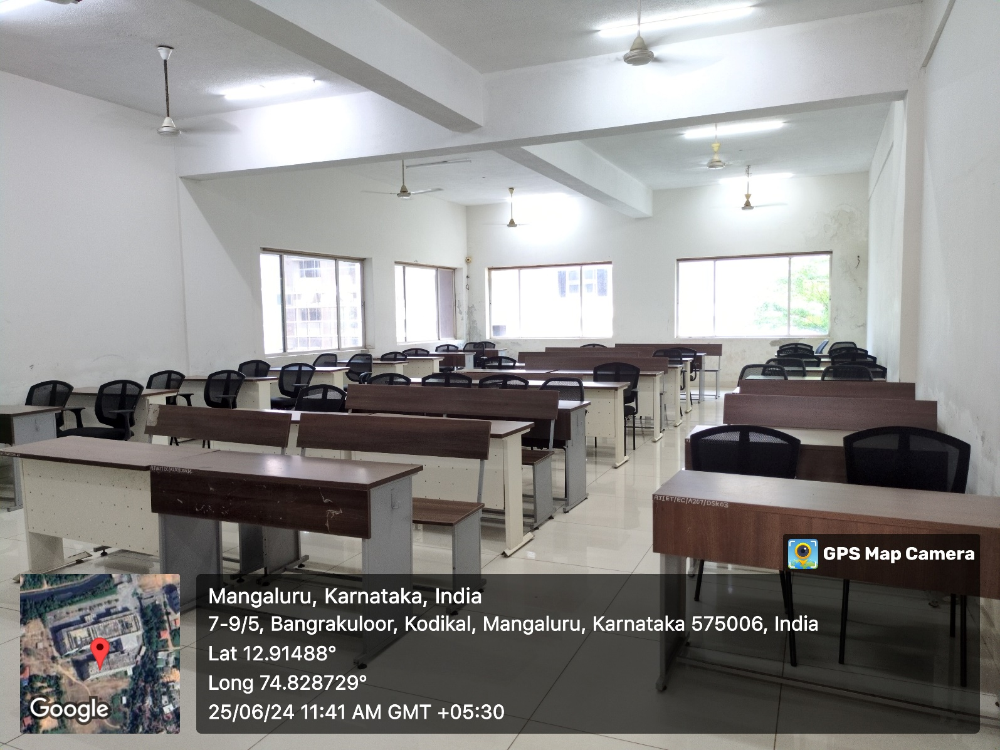 AJIET/EC/A207/DSK14
AJIET/EC/A207/DSK03
GPS Map Camera
Google
Mangaluru, Karnataka, India
7-9/5, Bangrakuloor, Kodikal, Mangaluru, Karnataka 575006, India
Lat 12.91488°
Long 74.828729°
25/06/24 11:41 AM GMT +05:30